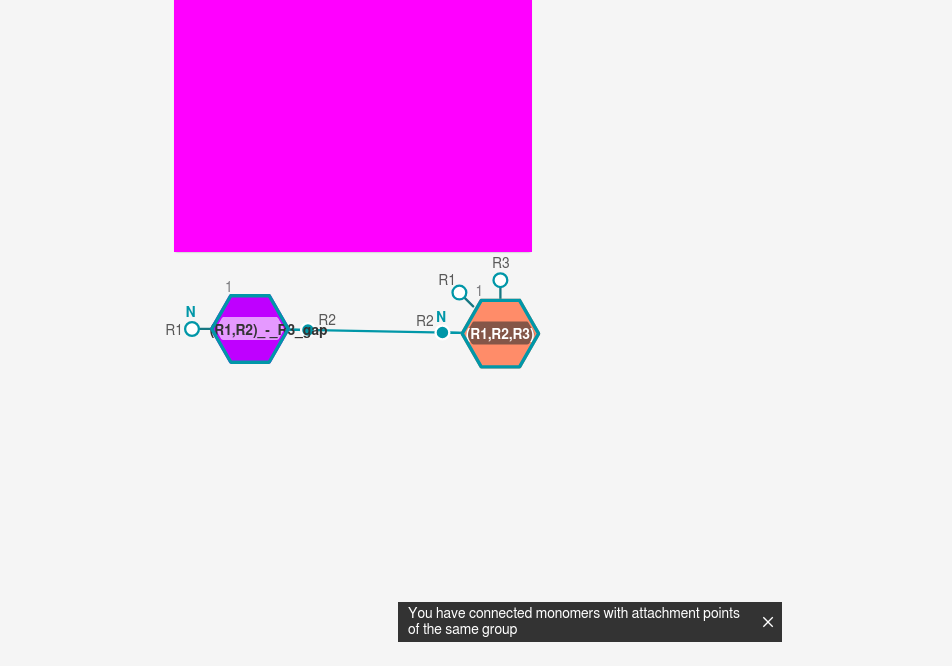 R3
R1
1
1
N
R1
(R1,R2)_-_R3_gap
R2
R2
N
(R1,R2,R3)
You have connected monomers with attachment points
of the same group